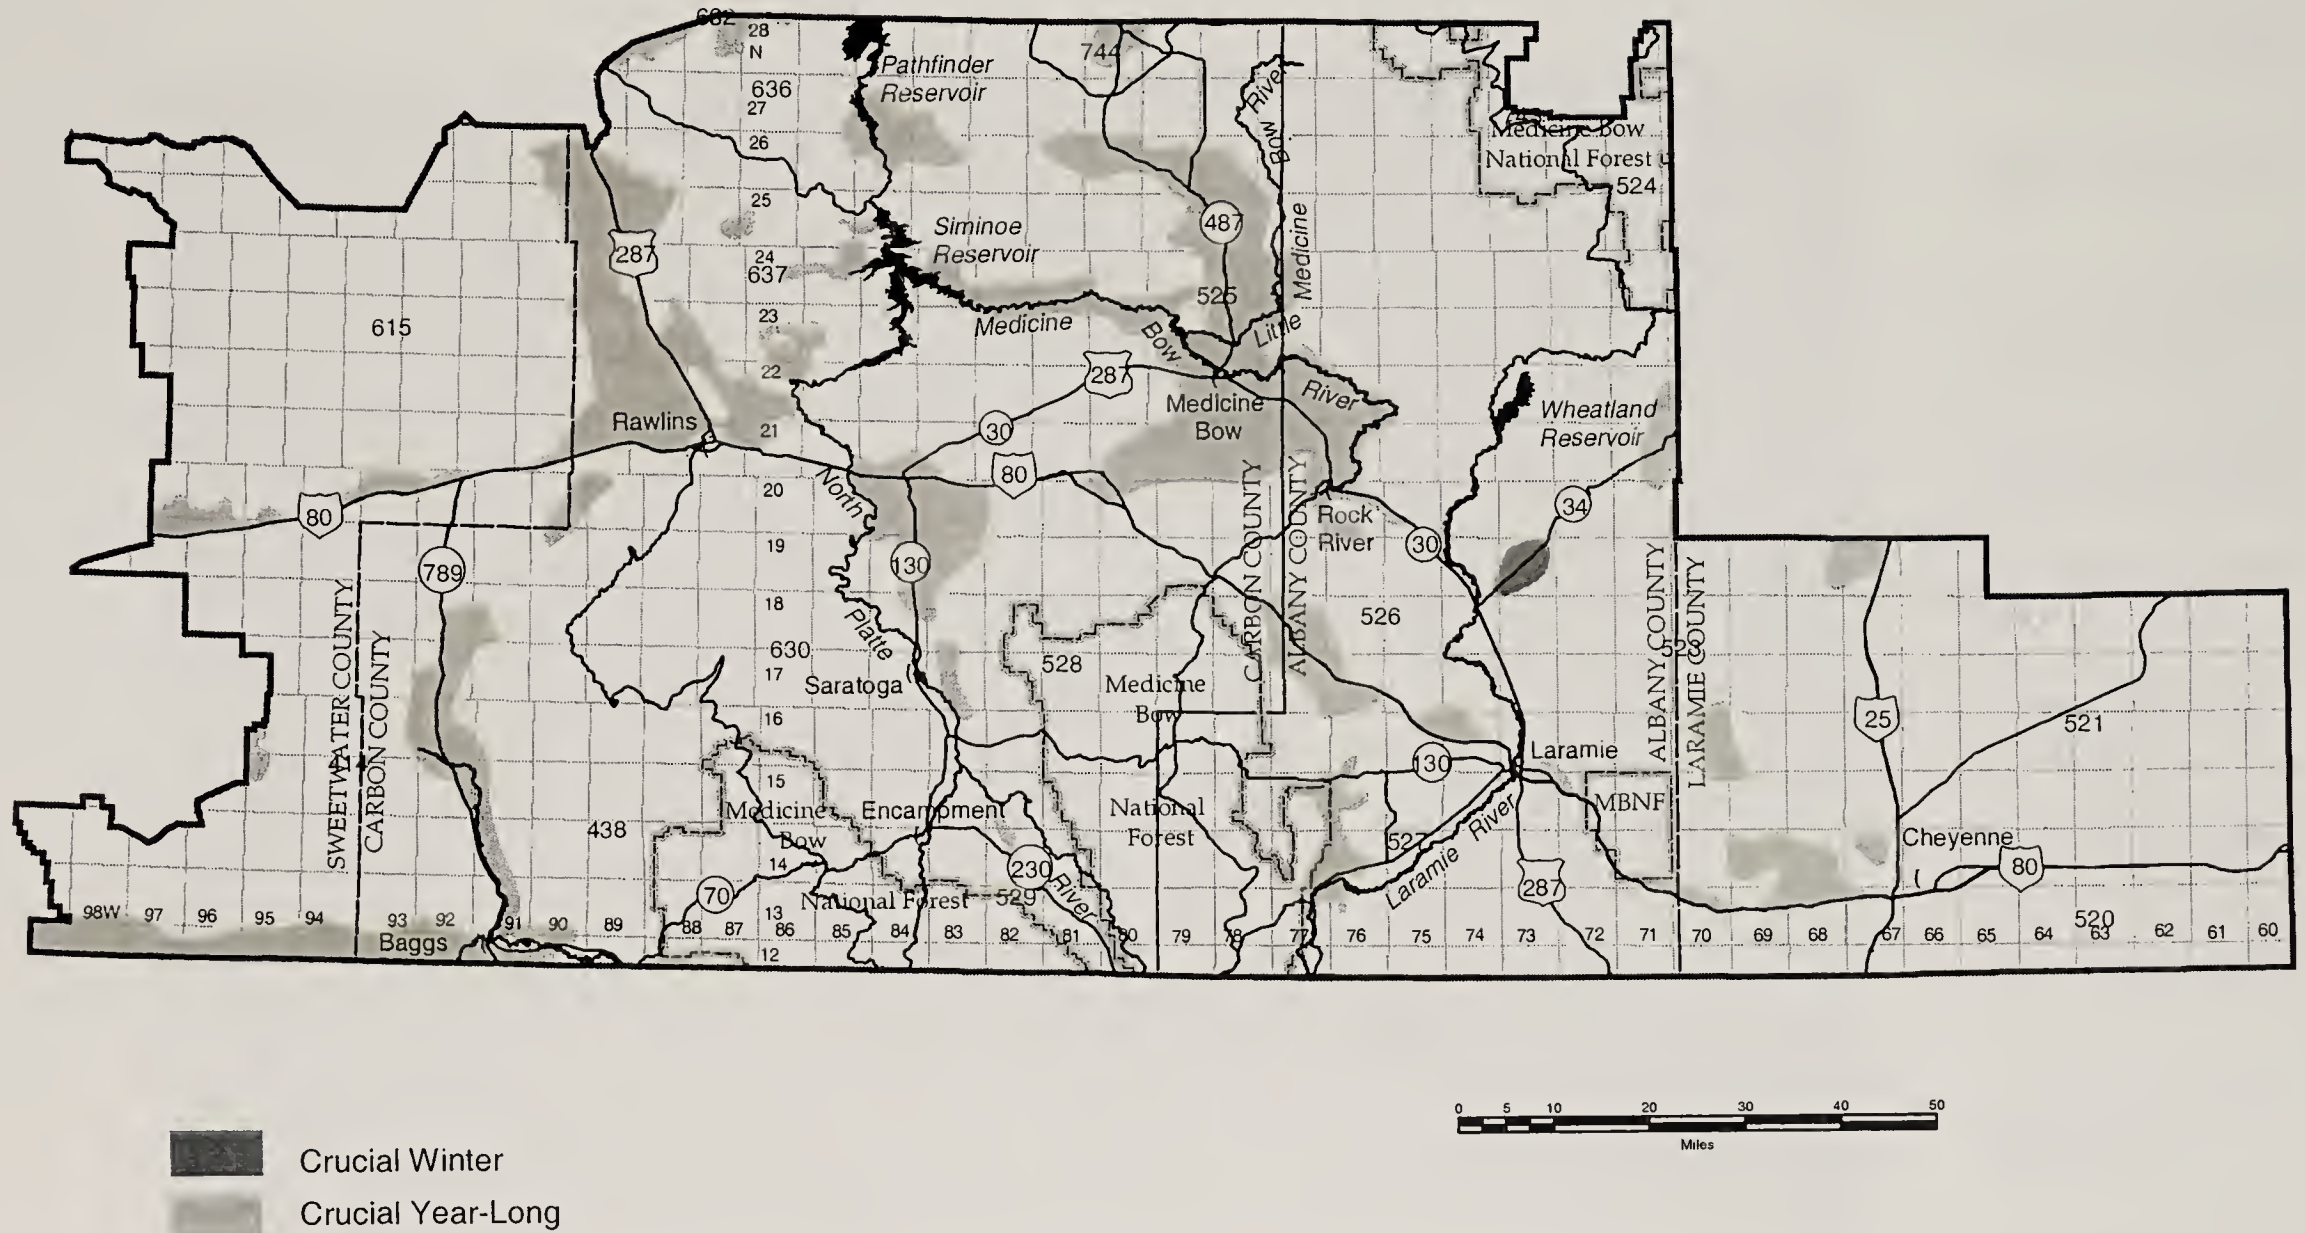 682
28
N
636
27
26
25
24
637
23
22
21
20
19
18
630
17
16
15
14
13
12
Pathfinder
Reservoir
744
Bow River
Medicine Bow
National Forest
524
Siminoe
Reservoir
487
Little Medicine
287
525
615
Medicine Bow River
287
Rawlins
30
Medicine
Bow
Wheatland
Reservoir
80
80
34
North Platte River
Rock
River
30
789
130
CARBON COUNTY
ALBANY COUNTY
526
SWEETWATER COUNTY
CARBON COUNTY
528
523
ALBANY COUNTY
LARAMIE COUNTY
Saratoga
Medicine
Bow
25
521
Laramie
130
MBNF
438
Medicine
Bow
National Forest
Encampment
National
Forest
527
Laramie River
Cheyenne
80
70
230
529
287
520
98W 97 96 95 94 93 92 91 90 89 88 87 86 85 84 83 82 81 80 79 78 77 76 75 74 73 72 71 70 69 68 67 66 65 64 63 62 61 60
Baggs
0 5 10 20 30 40 50
Miles
Crucial Winter
Crucial Year-Long